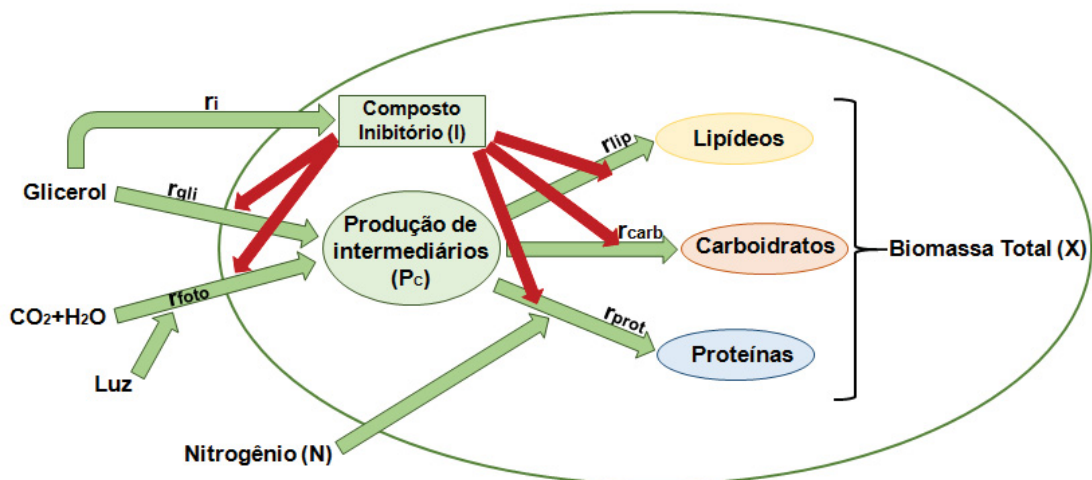 ri
Composto
Inibitório (I)
rlip
Lipídeos
Glicerol
rgli
Produção de
intermediários
(PC)
rcarb
Carboidratos
Biomassa Total (X)
CO2+H2O
rfoto
Luz
rprot
Proteínas
Nitrogênio (N)